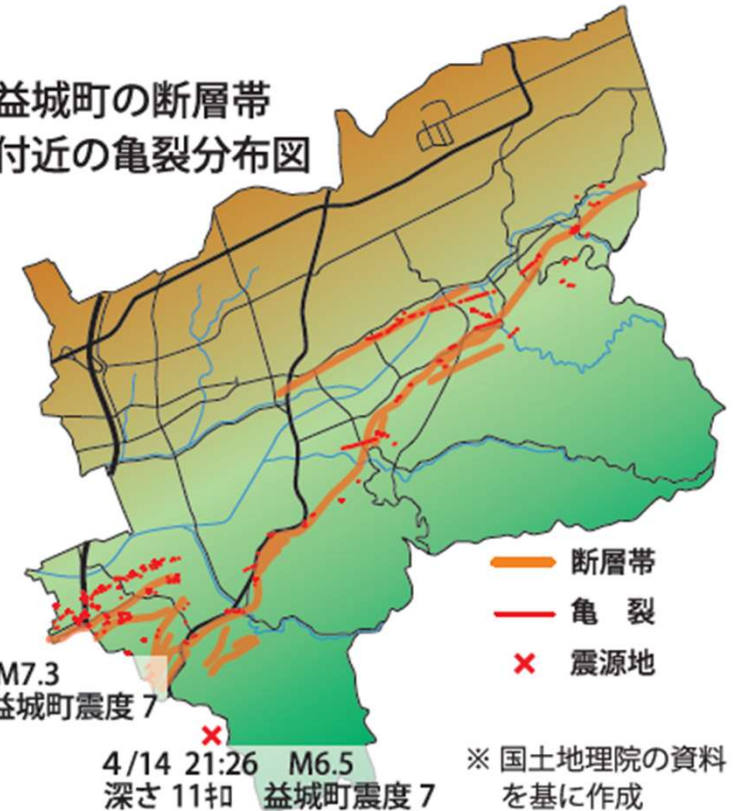 益城町の断層帯
付近の亀裂分布図
断層帯
亀 裂
震源地
M7.3
益城町震度7
4/14 21:26 M6.5
深さ11㌔ 益城町震度7
※ 国土地理院の資料
を基に作成